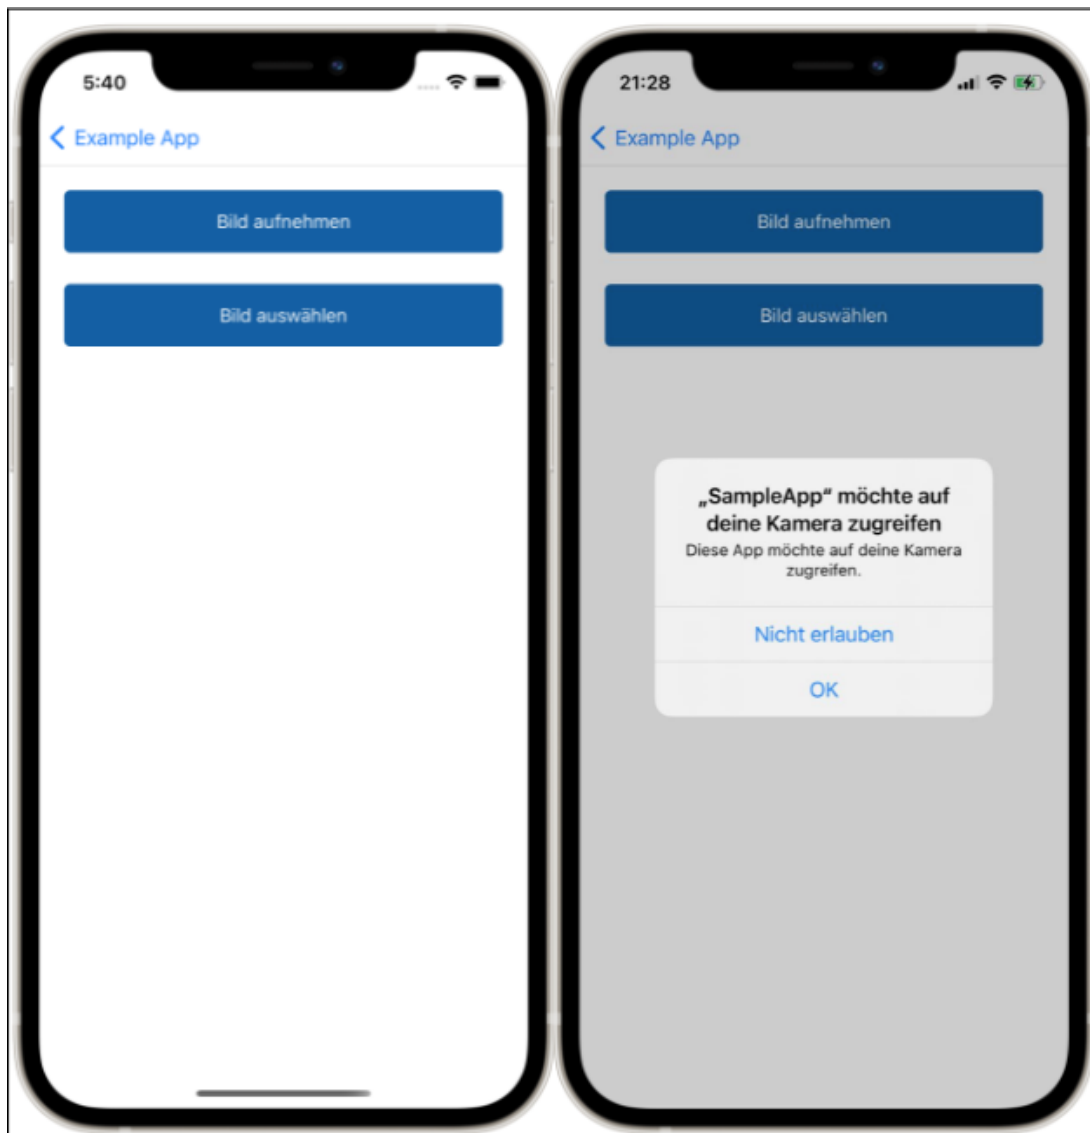 5:40
Example App
Bild aufnehmen
Bild auswählen
21:28
Example App
Bild aufnehmen
Bild auswählen
„SampleApp“ möchte auf
deine Kamera zugreifen
Diese App möchte auf deine Kamera
zugreifen.
Nicht erlauben
OK